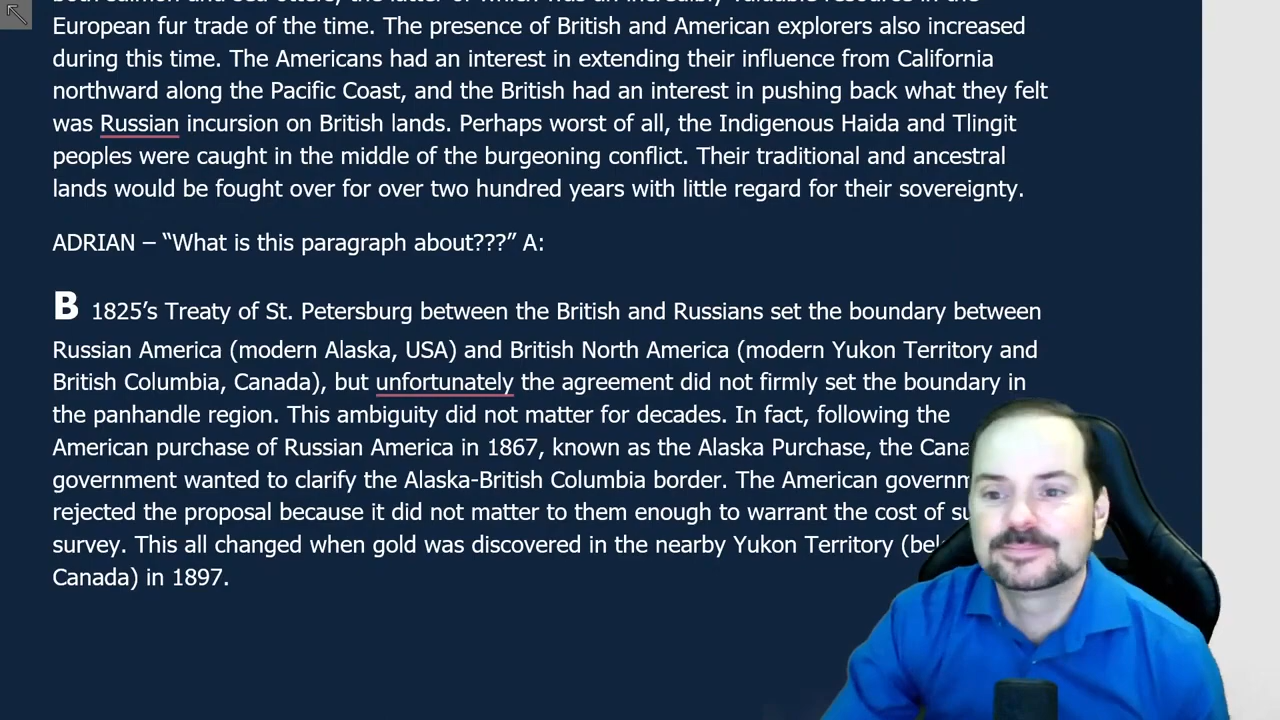 European fur trade of the time. The presence of British and American explorers also increased
during this time. The Americans had an interest in extending their influence from California
northward along the Pacific Coast, and the British had an interest in pushing back what they felt
was Russian incursion on British lands. Perhaps worst of all, the Indigenous Haida and Tlingit
peoples were caught in the middle of the burgeoning conflict. Their traditional and ancestral
lands would be fought over for over two hundred years with little regard for their sovereignty.
ADRIAN – “What is this paragraph about???” A:
B 1825’s Treaty of St. Petersburg between the British and Russians set the boundary between
Russian America (modern Alaska, USA) and British North America (modern Yukon Territory and
British Columbia, Canada), but unfortunately the agreement did not firmly set the boundary in
the panhandle region. This ambiguity did not matter for decades. In fact, following the
American purchase of Russian America in 1867, known as the Alaska Purchase, the
government wanted to clarify the Alaska-British Columbia border. The American
rejected the proposal because it did not matter to them enough to warrant the cost of
survey. This all changed when gold was discovered in the nearby Yukon Territory
Canada) in 1897.